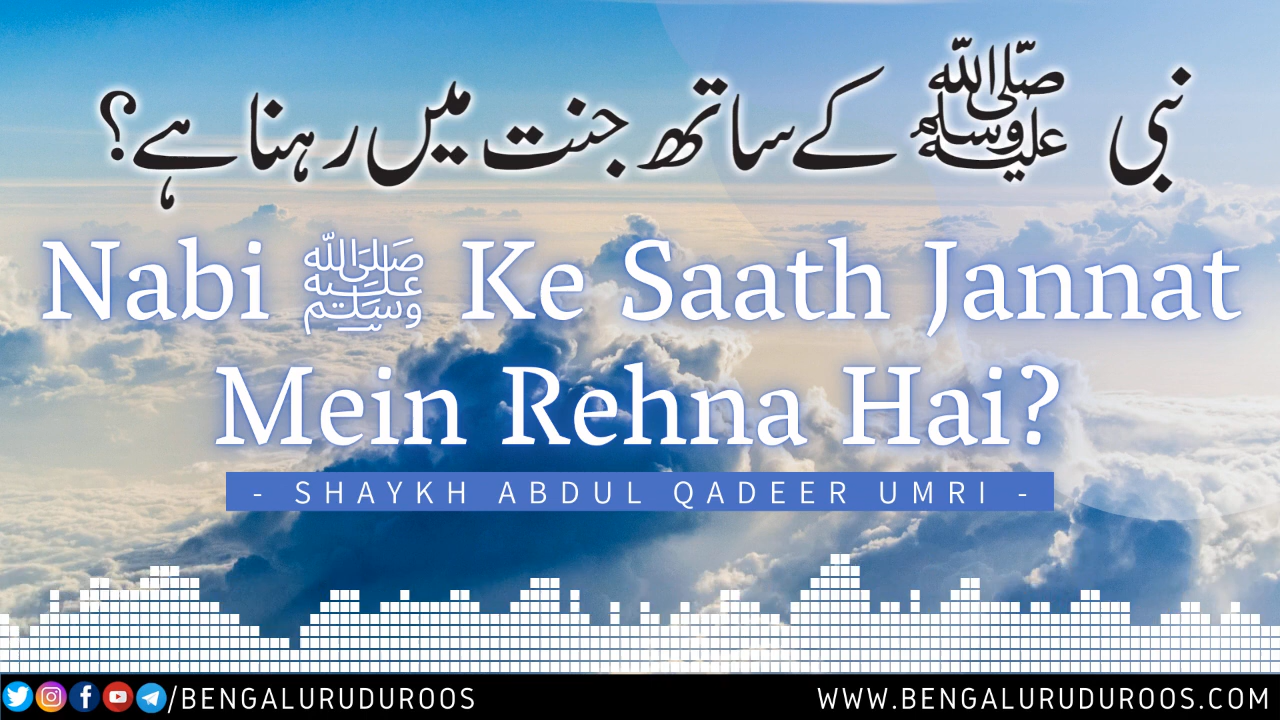 نبی ﷺ کے ساتھ جنت میں رہنا ہے؟
Nabi ﷺ Ke Saath Jannat
Mein Rehna Hai?
- SHAYKH ABDUL QADEER UMRI -
/BENGALURUDUROOS
WWW.BENGALURUDUROOS.COM